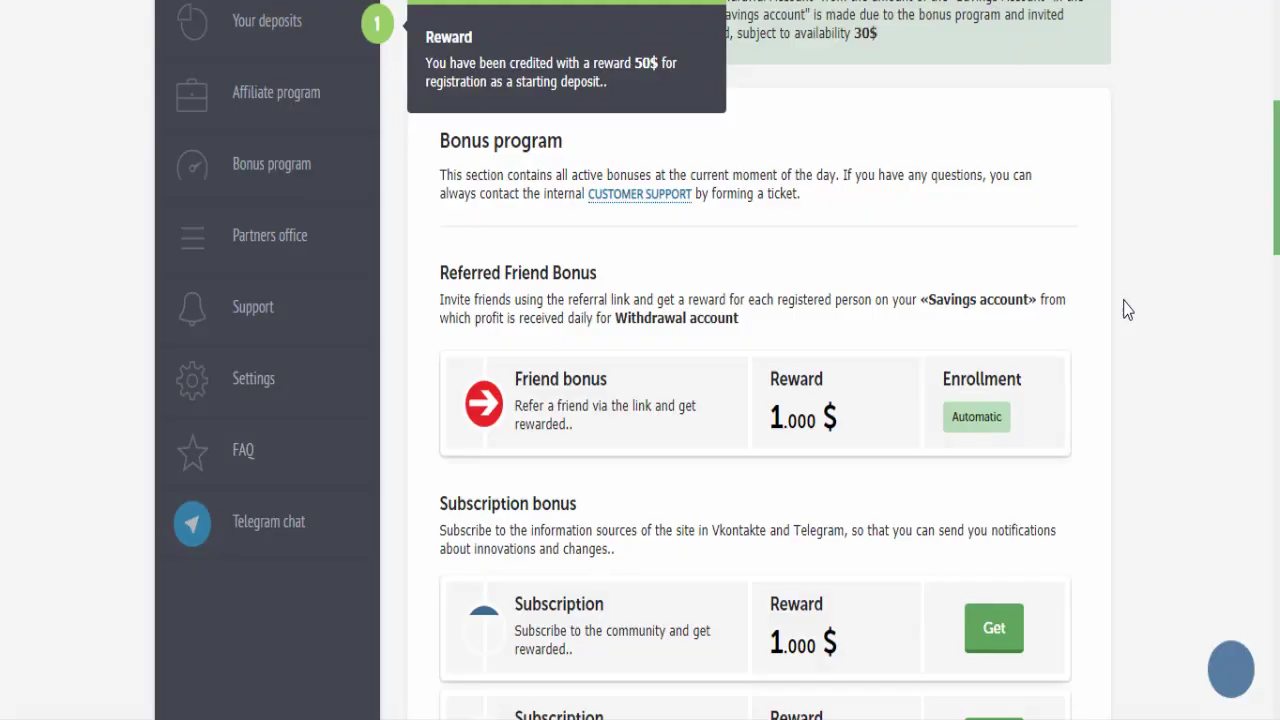 Your deposits
Affiliate program
Bonus program
Partners office
Support
Settings
FAQ
Telegram chat
1
Reward
You have been credited with a reward 50$ for
registration as a starting deposit..
avings account" is made due to the bonus program and invited
d, subject to availability 30$
Bonus program
This section contains all active bonuses at the current moment of the day. If you have any questions, you can
always contact the internal CUSTOMER SUPPORT by forming a ticket.
Referred Friend Bonus
Invite friends using the referral link and get a reward for each registered person on your «Savings account» from
which profit is received daily for Withdrawal account
Friend bonus
Refer a friend via the link and get
rewarded..
Reward
1.000 $
Enrollment
Automatic
Subscription bonus
Subscribe to the information sources of the site in Vkontakte and Telegram, so that you can send you notifications
about innovations and changes..
Subscription
Subscribe to the community and get
rewarded..
Reward
1.000 $
Get
Subscription
Reward